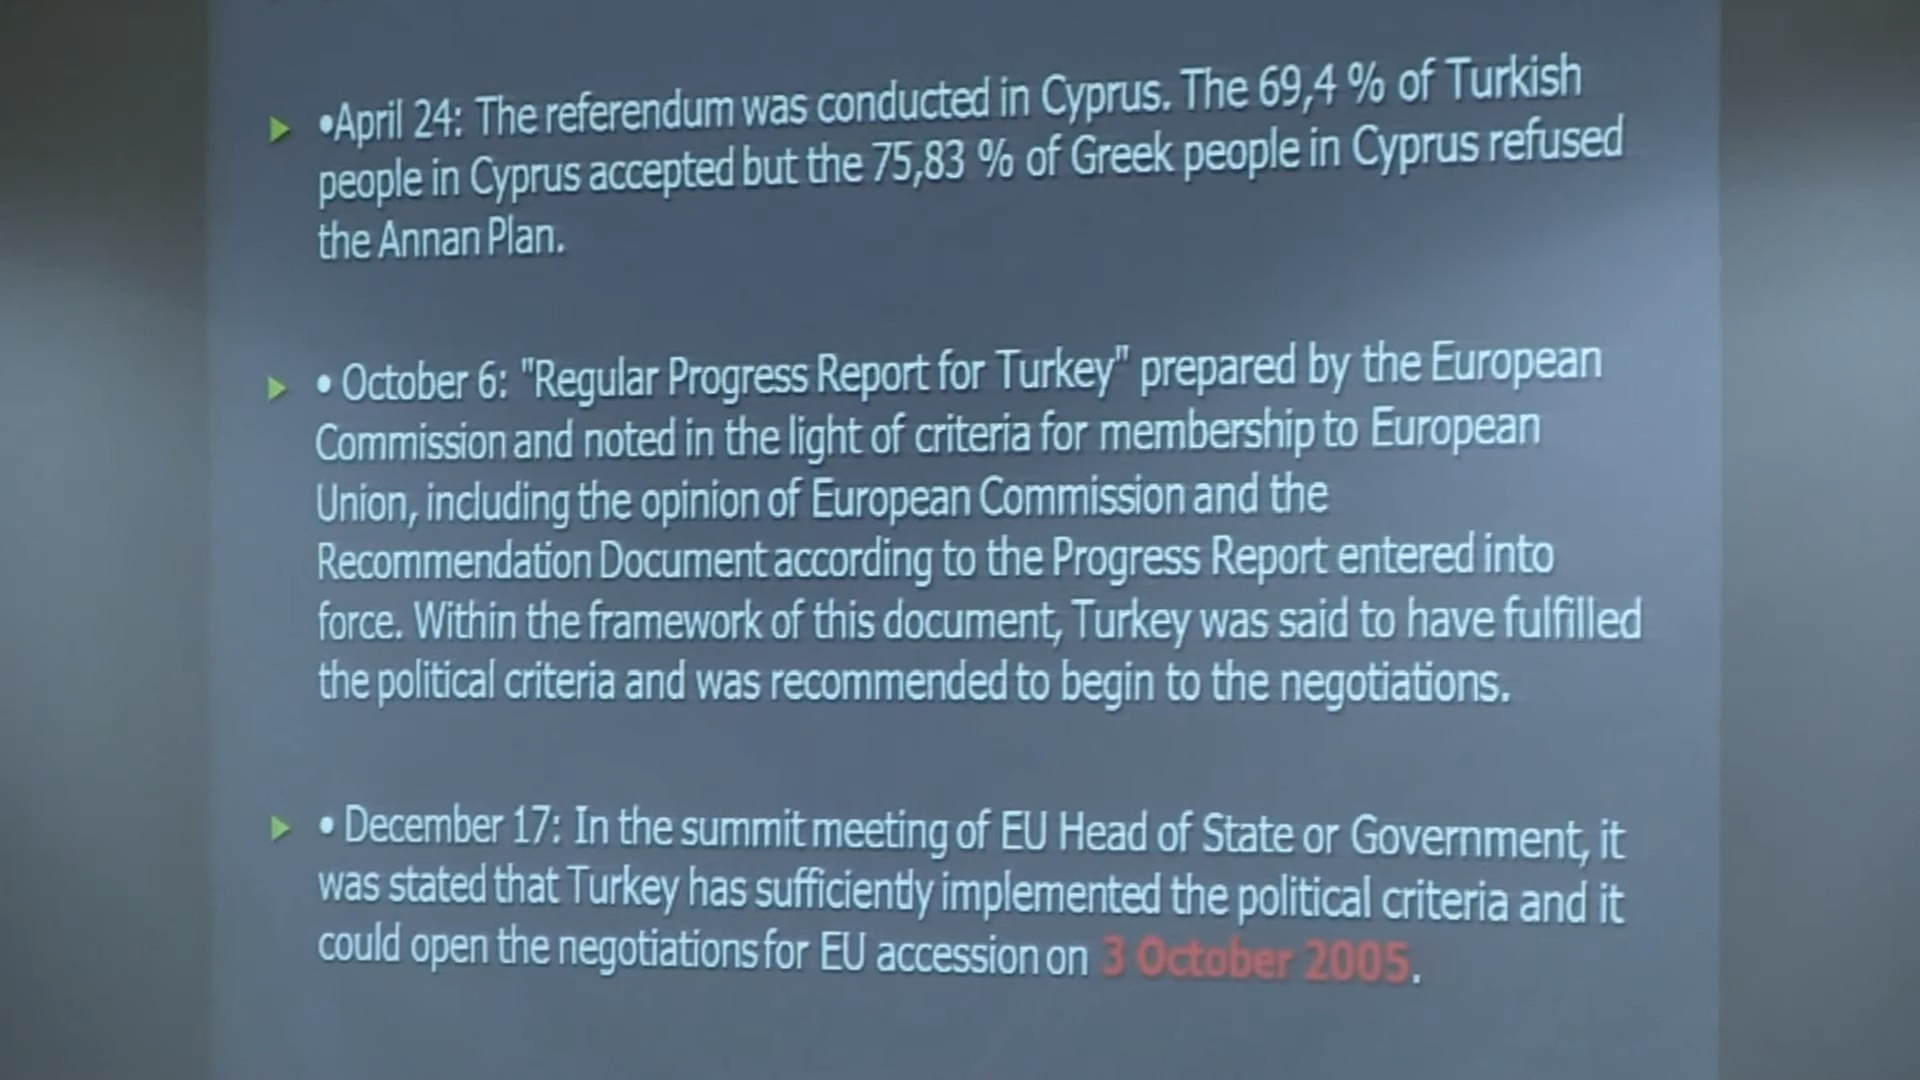 •April 24: The referendum was conducted in Cyprus. The 69,4 % of Turkish
people in Cyprus accepted but the 75,83 % of Greek people in Cyprus refused
the Annan Plan.
• October 6: "Regular Progress Report for Turkey" prepared by the European
Commission and noted in the light of criteria for membership to European
Union, including the opinion of European Commission and the
Recommendation Document according to the Progress Report entered into
force. Within the framework of this document, Turkey was said to have fulfilled
the political criteria and was recommended to begin to the negotiations.
• December 17: In the summit meeting of EU Head of State or Government, it
was stated that Turkey has sufficiently implemented the political criteria and it
could open the negotiations for EU accession on 3 October 2005.